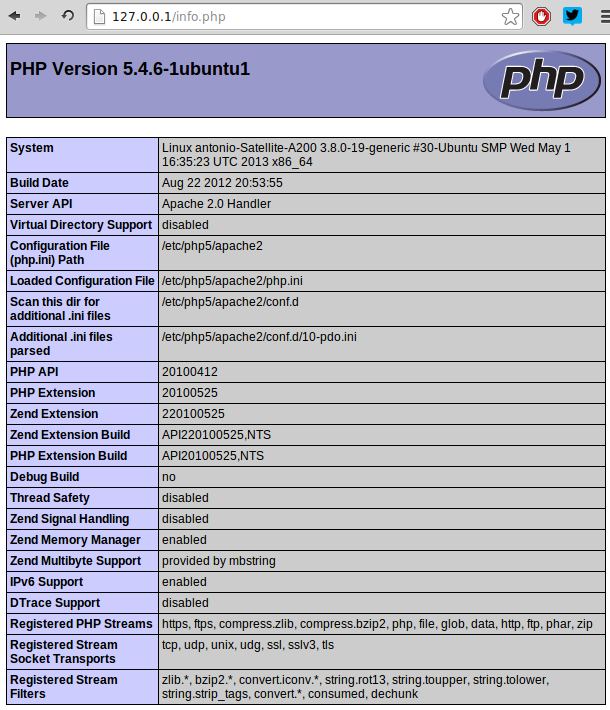 127.0.0.1/info.php
PHP Version 5.4.6-1ubuntu1
php
System
Linux antonio-Satellite-A200 3.8.0-19-generic #30-Ubuntu SMP Wed May 1
16:35:23 UTC 2013 x86_64
Build Date
Aug 22 2012 20:53:55
Server API
Apache 2.0 Handler
Virtual Directory Support
disabled
Configuration File
(php.ini) Path
/etc/php5/apache2
Loaded Configuration File
/etc/php5/apache2/php.ini
Scan this dir for
additional .ini files
/etc/php5/apache2/conf.d
Additional .ini files
parsed
/etc/php5/apache2/conf.d/10-pdo.ini
PHP API
20100412
PHP Extension
20100525
Zend Extension
220100525
Zend Extension Build
API220100525,NTS
PHP Extension Build
API20100525,NTS
Debug Build
no
Thread Safety
disabled
Zend Signal Handling
disabled
Zend Memory Manager
enabled
Zend Multibyte Support
provided by mbstring
IPv6 Support
enabled
DTrace Support
disabled
Registered PHP Streams
https, ftps, compress.zlib, compress.bzip2, php, file, glob, data, http, ftp, phar, zip
Registered Stream
Socket Transports
tcp, udp, unix, udg, ssl, sslv3, tls
Registered Stream
Filters
zlib.*, bzip2.*, convert.iconv.*, string.rot13, string.toupper, string.tolower,
string.strip_tags, convert.*, consumed, dechunk